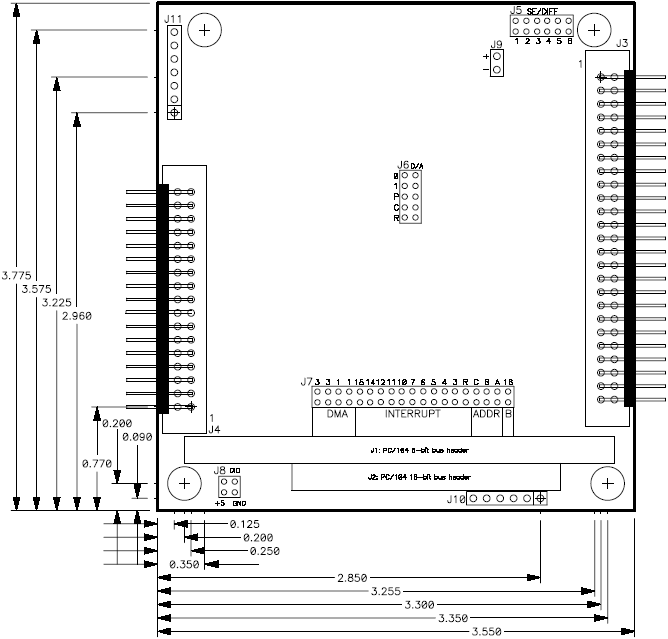 J11
J5 SE/DIFF
1 2 3 4 5 6
J9
+
-
J3
1
J6 D/A
0
1
P
C
R
3.775
3.575
3.225
2.960
1
J4
J7 3 3 1 1 15 14 12 11 10 7 6 5 4 3 R C B A 16
DMA INTERRUPT ADDR B
0.200
0.090
0.770
J1: PC/104 8-bit bus header
J2: PC/104 16-bit bus header
J8 DIO
+5 GND
J10
0.125
0.200
0.250
0.350
2.850
3.255
3.300
3.350
3.550